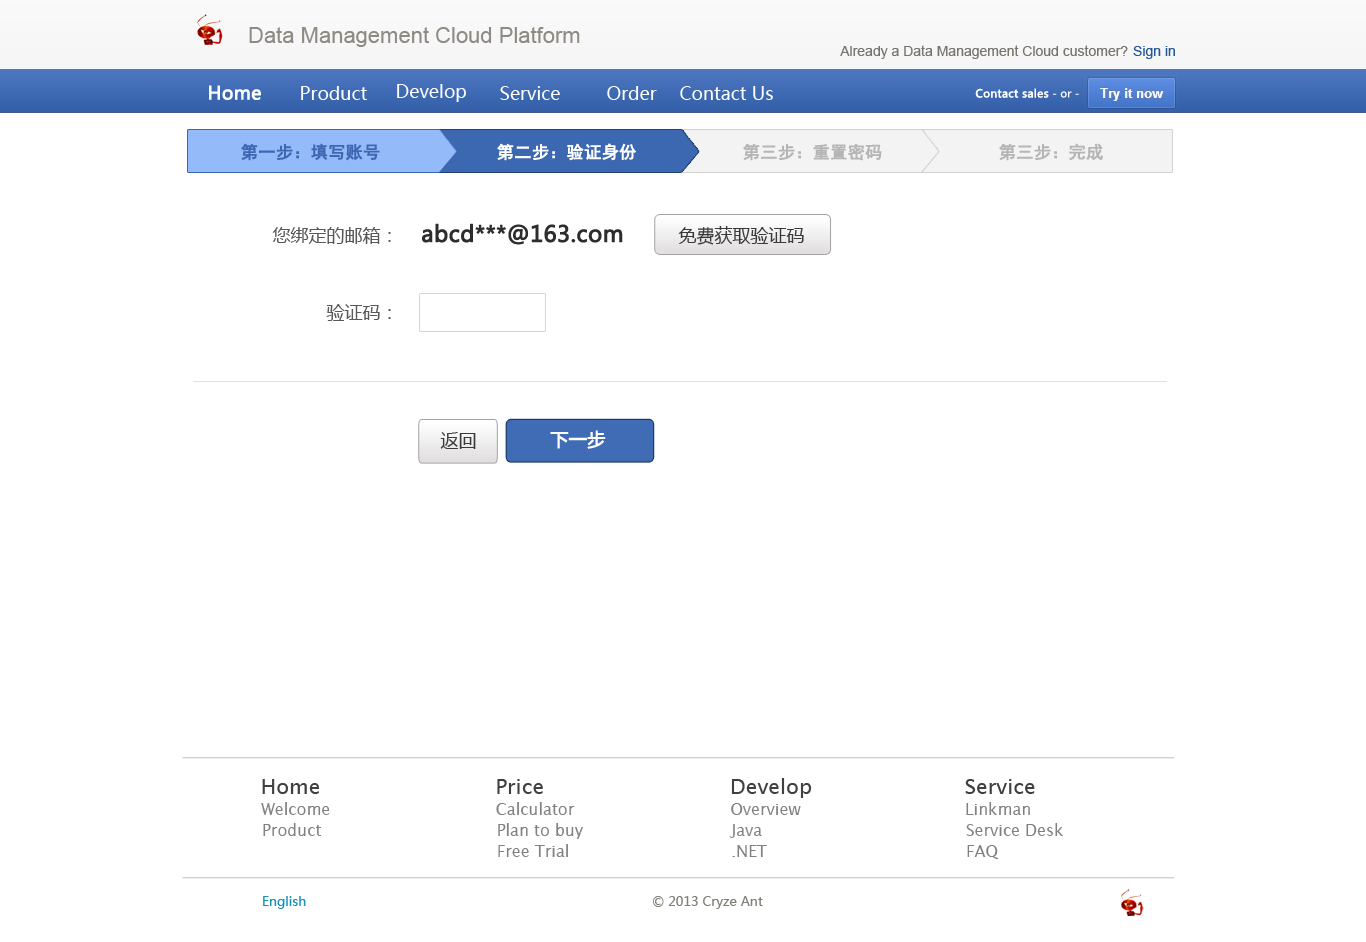 Data Management Cloud Platform
Already a Data Management Cloud customer? Sign in
Home Product Develop Service Order Contact Us Contact sales - or - Try it now
第一步：填写账号 第二步：验证身份 第三步：重置密码 第三步：完成
您绑定的邮箱： abcd***@163.com 免费获取验证码
验证码：
返回 下一步
Home Price Develop Service
Welcome Calculator Overview Linkman
Product Plan to buy Java Service Desk
Free Trial .NET FAQ
English © 2013 Cryze Ant